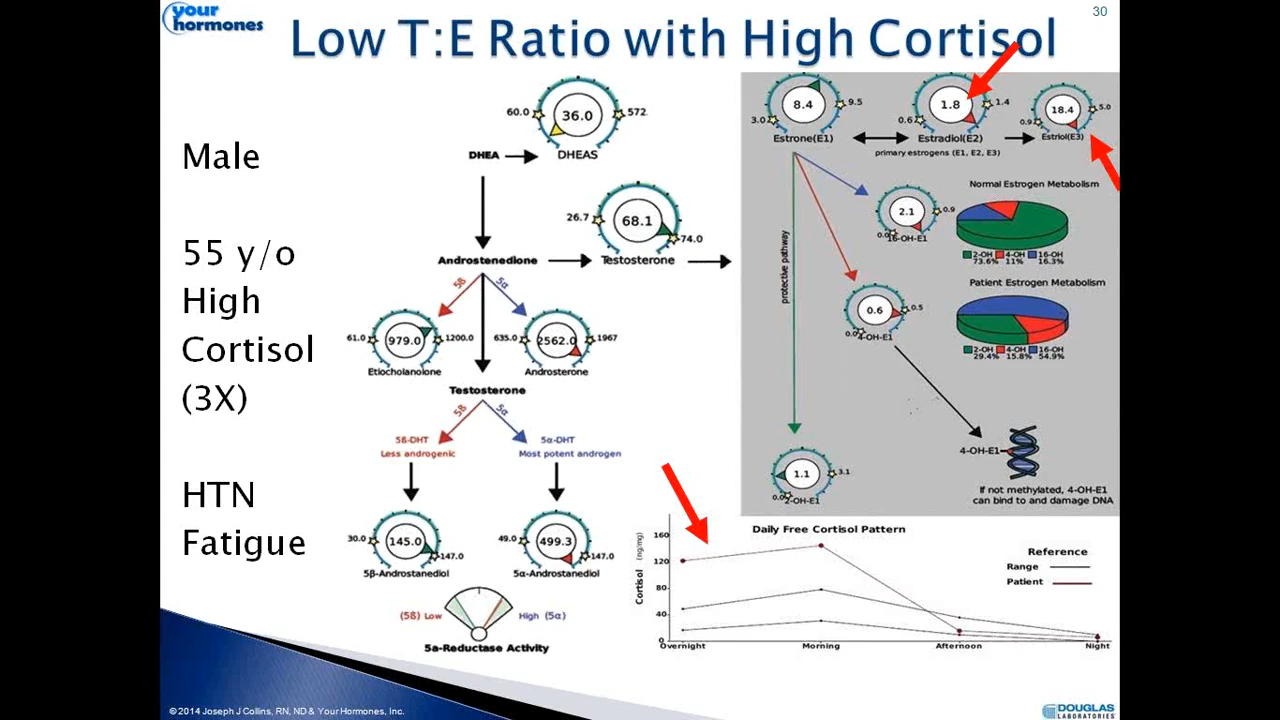 your
hormones
30
Low T:E Ratio with High Cortisol
Male
55 y/o
High
Cortisol
(3X)
HTN
Fatigue
60.0
36.0
572
DHEA
DHEAS
26.7
68.1
74.0
Androstenedione
Testosterone
5ß
5α
61.0
979.0
1200.0
635.0
2562.0
1967
Etiocholanolone
Androsterone
Testosterone
5ß
5α
5ß-DHT
Less androgenic
5α-DHT
Most potent androgen
30.0
145.0
147.0
49.0
499.3
147.0
5β-Androstanediol
5α-Androstanediol
(5ß) Low
High (5α)
5a-Reductase Activity
3.0
8.4
9.5
Estrone(E1)
0.6
1.8
1.4
Estradiol(E2)
0.9
18.4
5.0
Estriol(E3)
primary estrogens (E1, E2, E3)
protective pathway
2.1
0.9
0.0
16-OH-E1
0.6
0.5
0.0
4-OH-E1
1.1
3.1
0.0
2-OH-E1
Normal Estrogen Metabolism
2-OH 4-OH 16-OH
73.6% 11% 16.3%
Patient Estrogen Metabolism
2-OH 4-OH 16-OH
29.4% 15.8% 54.9%
4-OH-E1
If not methylated, 4-OH-E1
can bind to and damage DNA
Daily Free Cortisol Pattern
Cortisol (ng/mg)
160
120
80
40
0
Overnight
Morning
Afternoon
Night
Reference
Range
Patient
© 2014 Joseph J Collins, RN, ND & Your Hormones, Inc.
DOUGLAS
LABORATORIES